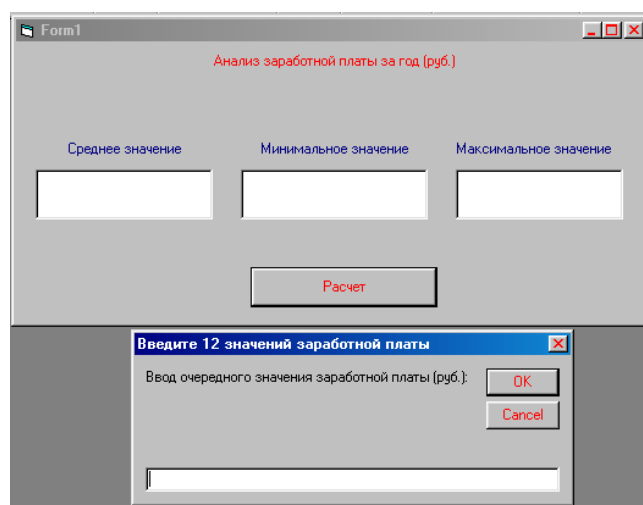 Form1
Анализ заработной платы за год (руб.)
Среднее значение Минимальное значение Максимальное значение
Расчет
Введите 12 значений заработной платы
Ввод очередного значения заработной платы (руб.):
OK
Cancel